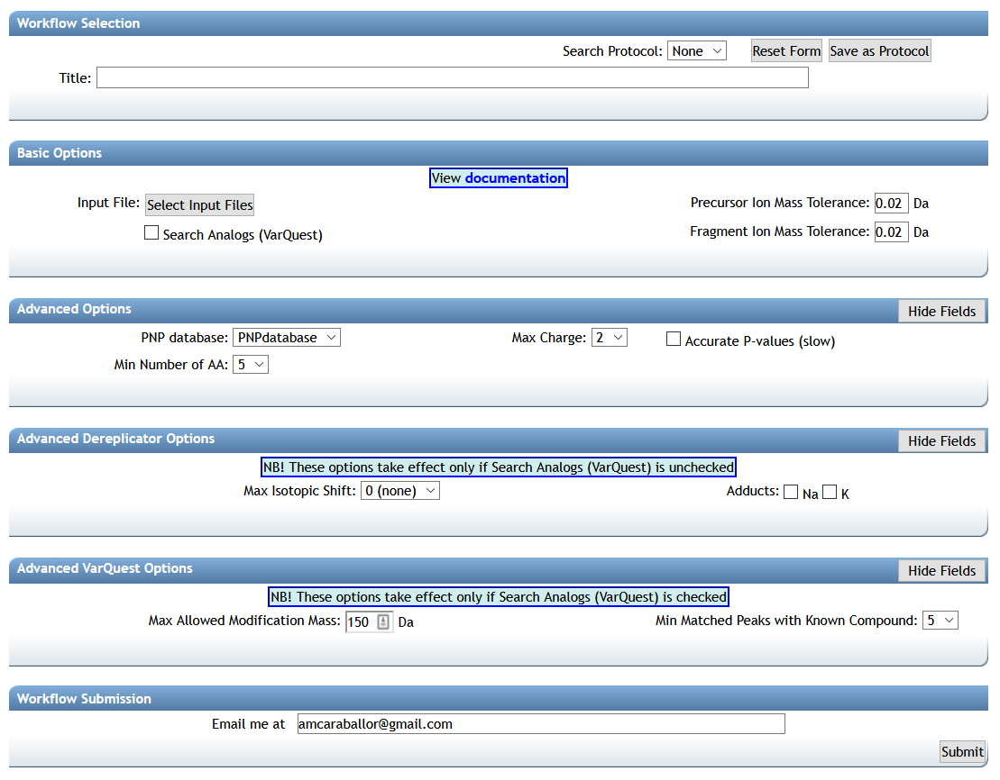 Workflow Selection
Search Protocol: None Reset Form Save as Protocol
Title:
Basic Options
View documentation
Input File: Select Input Files Precursor Ion Mass Tolerance: 0.02 Da
Search Analogs (VarQuest) Fragment Ion Mass Tolerance: 0.02 Da
Advanced Options Hide Fields
PNP database: PNPdatabase Max Charge: 2 Accurate P-values (slow)
Min Number of AA: 5
Advanced Dereplicator Options Hide Fields
NB! These options take effect only if Search Analogs (VarQuest) is unchecked
Max Isotopic Shift: 0 (none) Adducts: Na K
Advanced VarQuest Options Hide Fields
NB! These options take effect only if Search Analogs (VarQuest) is checked
Max Allowed Modification Mass: 150 Da Min Matched Peaks with Known Compound: 5
Workflow Submission
Email me at amcaraballor@gmail.com
Submit